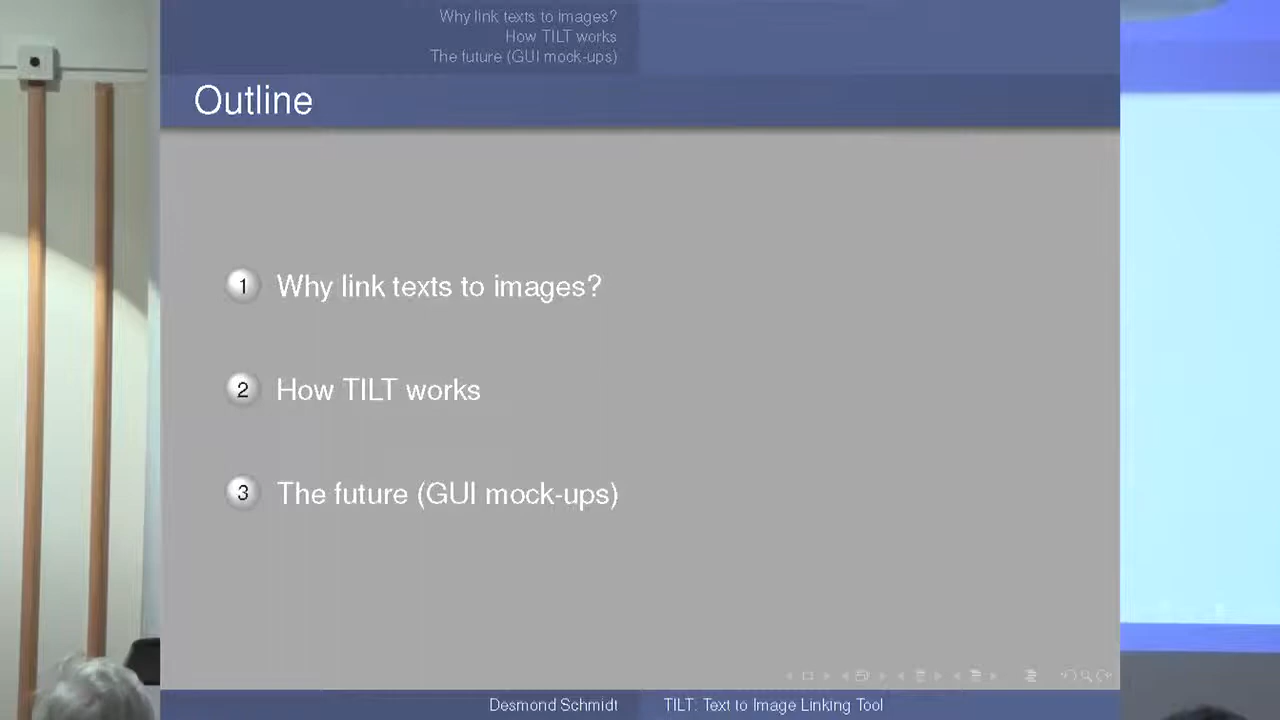 Why link texts to images?
How TILT works
The future (GUI mock-ups)
Outline
1 Why link texts to images?
2 How TILT works
3 The future (GUI mock-ups)
Desmond Schmidt TILT: Text to Image Linking Tool